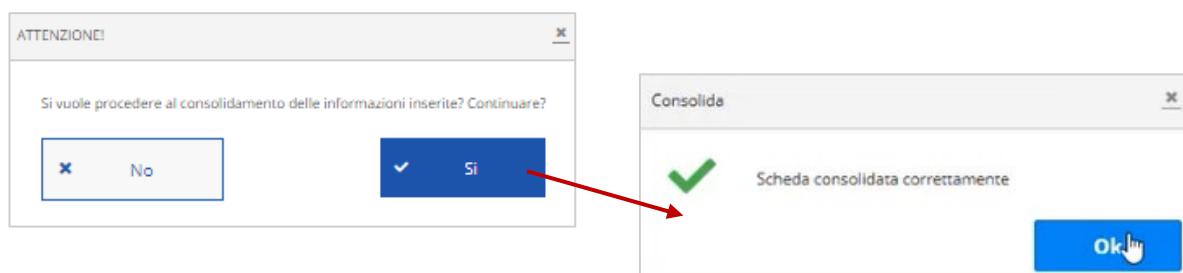 ATTENZIONE!
Si vuole procedere al consolidamento delle informazioni inserite? Continuare?
No
Si
Consolida
Scheda consolidata correttamente
Ok